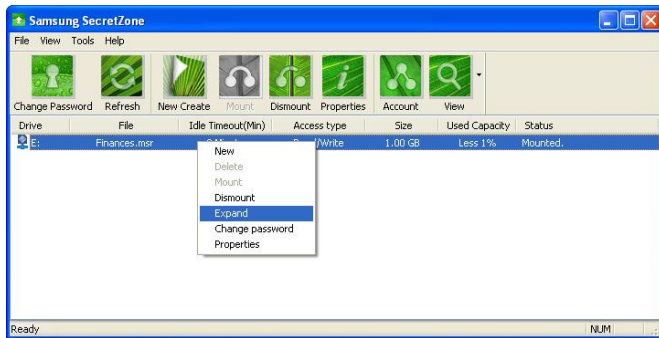 Samsung SecretZone
File View Tools Help
Change Password Refresh New Create Mount Dismount Properties Account View
Drive File Idle Timeout(Min) Access type Size Used Capacity Status
E: Finances.msr /Write 1.00 GB Less 1% Mounted.
New
Delete
Mount
Dismount
Expand
Change password
Properties
Ready NUM